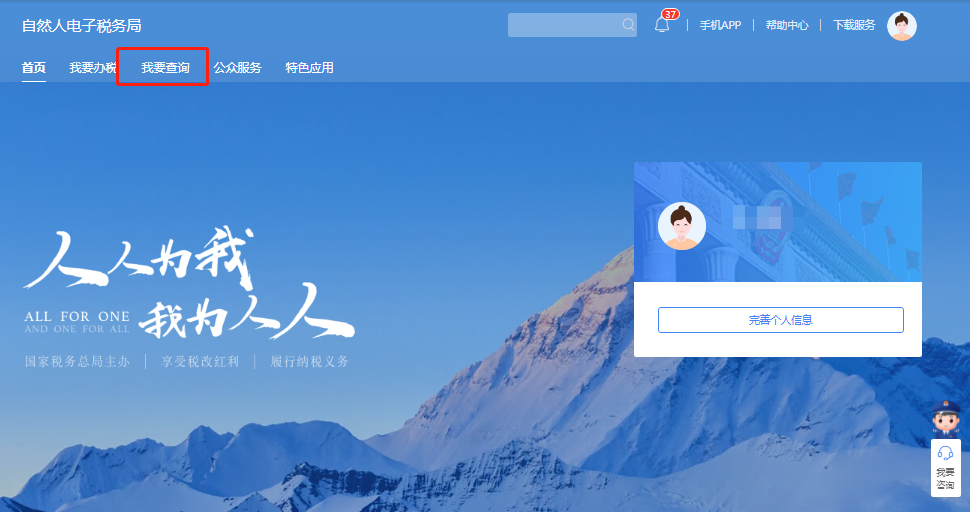 自然人电子税务局
37
手机APP
帮助中心
下载服务
首页
我要办税
我要查询
公众服务
特色应用
人人为我
ALL FOR ONE
AND ONE FOR ALL
我为人人
国家税务总局主办 | 享受税改红利 | 履行纳税义务
完善个人信息
我要
咨询